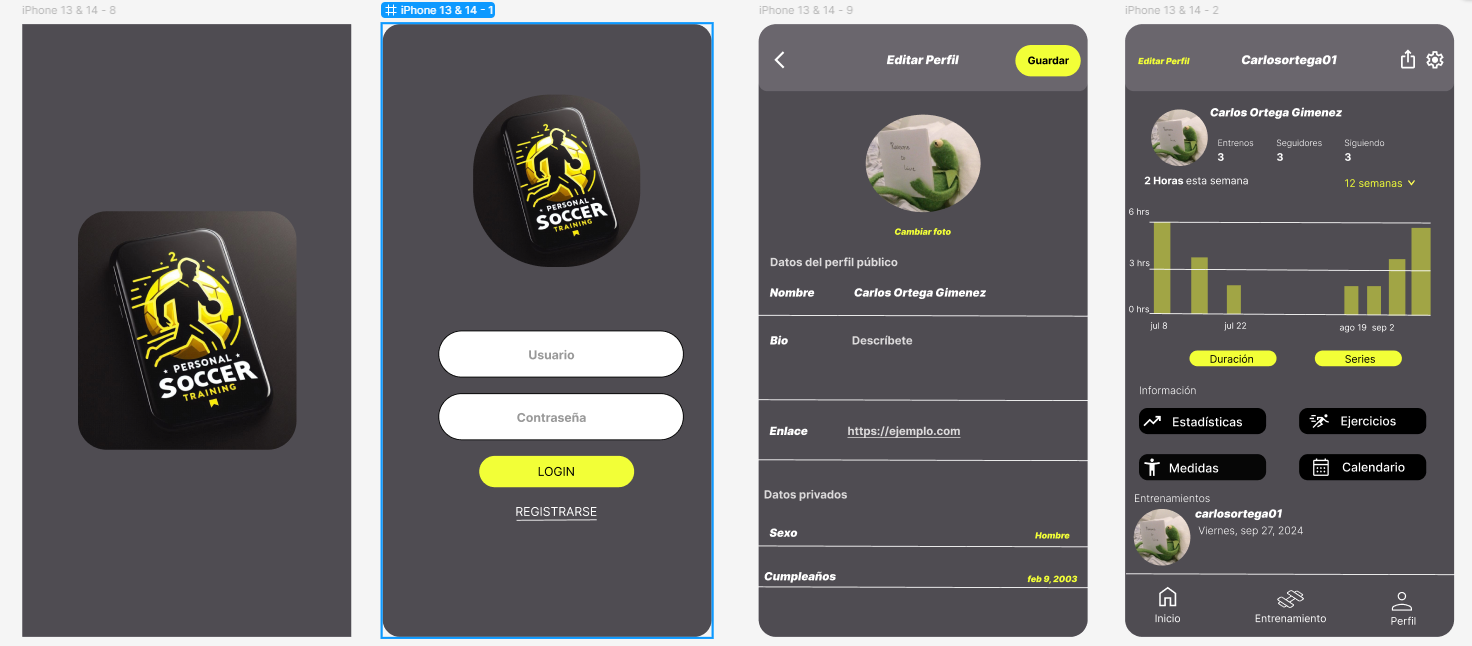 iPhone 13 & 14 - 8
2
PERSONAL
SOCCER
TRAINING
iPhone 13 & 14 - 1
2
PERSONAL
SOCCER
TRAINING
Usuario
Contraseña
LOGIN
REGISTRARSE
iPhone 13 & 14 - 9
Editar Perfil
Guardar
Cambiar foto
Datos del perfil público
Nombre Carlos Ortega Gimenez
Bio Descríbete
Enlace https://ejemplo.com
Datos privados
Sexo Hombre
Cumpleaños feb 9, 2003
iPhone 13 & 14 - 2
Editar Perfil Carlosortega01
Carlos Ortega Gimenez
Entrenos Seguidores Siguiendo
3 3 3
2 Horas esta semana 12 semanas
6 hrs
3 hrs
0 hrs
jul 8 jul 22 ago 19 sep 2
Duración Series
Información
Estadísticas Ejercicios
Medidas Calendario
Entrenamientos
carlosortega01
Viernes, sep 27, 2024
Inicio Entrenamiento Perfil